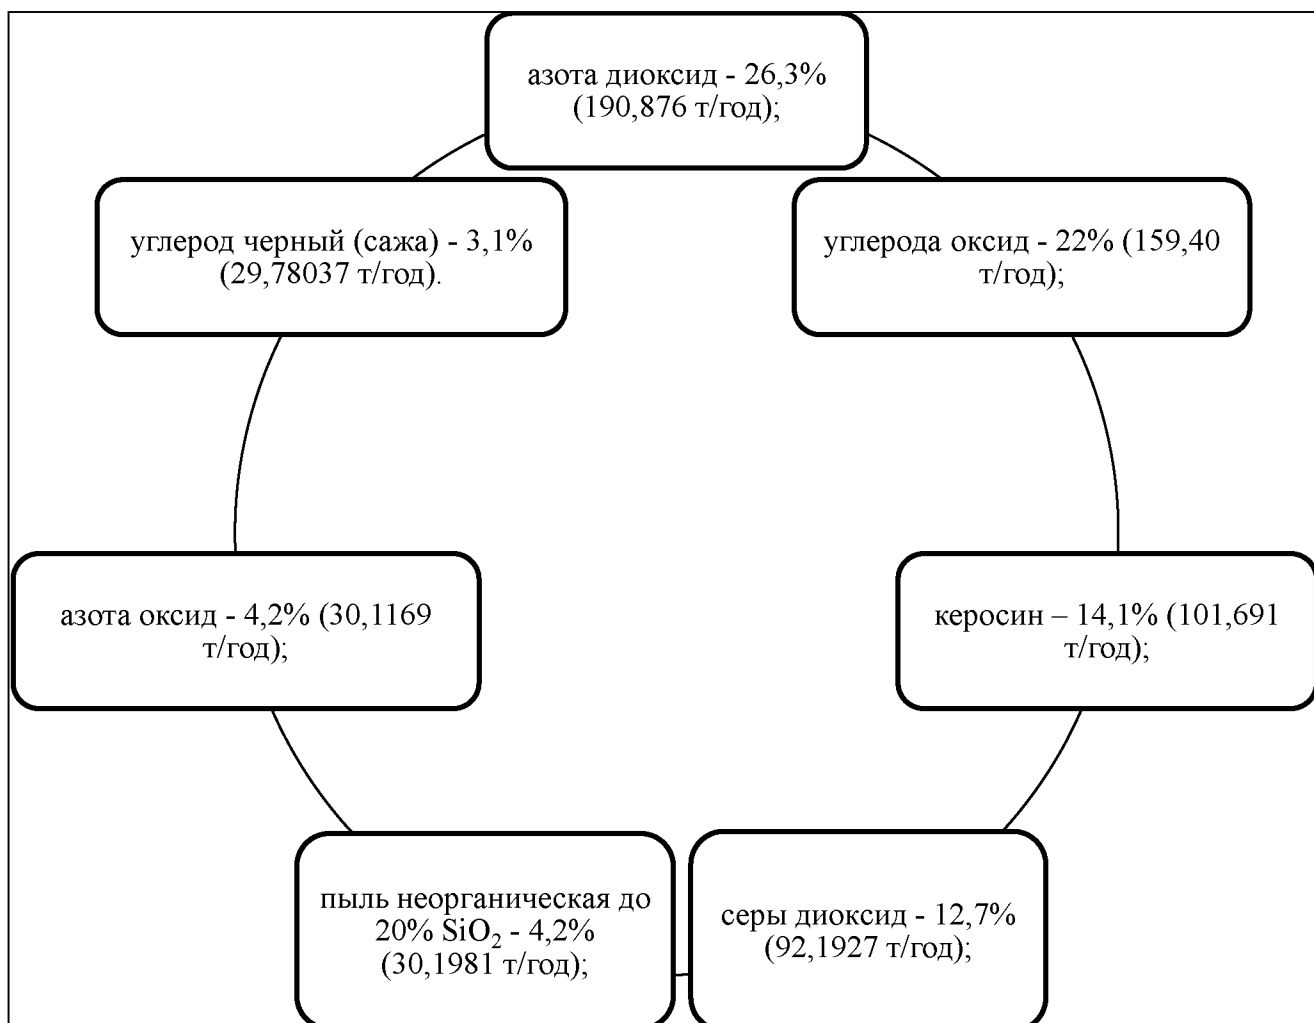 азота диоксид - 26,3%
(190,876 т/год);
углерода оксид - 22% (159,40
т/год);
керосин – 14,1% (101,691
т/год);
серы диоксид - 12,7%
(92,1927 т/год);
пыль неорганическая до
20% SiO₂ - 4,2%
(30,1981 т/год);
азота оксид - 4,2% (30,1169
т/год);
углерод черный (сажа) - 3,1%
(29,78037 т/год).